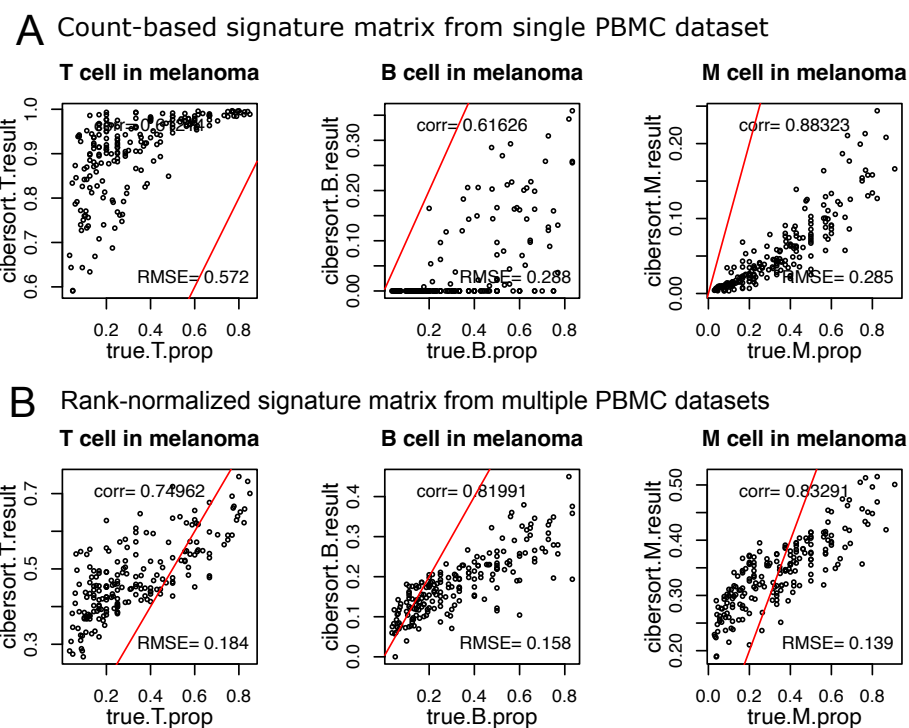 A Count-based signature matrix from single PBMC dataset
T cell in melanoma
cibersort.T.result
1.0
0.9
0.8
0.7
0.6
RMSE= 0.572
0.2 0.4 0.6 0.8
true.T.prop
B cell in melanoma
cibersort.B.result
0.30
0.20
0.10
0.00
corr= 0.61626
RMSE= 0.288
0.2 0.4 0.6 0.8
true.B.prop
M cell in melanoma
cibersort.M.result
0.20
0.10
0.00
corr= 0.88323
RMSE= 0.285
0.0 0.2 0.4 0.6 0.8
true.M.prop
B Rank-normalized signature matrix from multiple PBMC datasets
T cell in melanoma
cibersort.T.result
0.7
0.5
0.3
corr= 0.74962
RMSE= 0.184
0.2 0.4 0.6 0.8
true.T.prop
B cell in melanoma
cibersort.B.result
0.4
0.3
0.2
0.1
0.0
corr= 0.81991
RMSE= 0.158
0.2 0.4 0.6 0.8
true.B.prop
M cell in melanoma
cibersort.M.result
0.50
0.40
0.30
0.20
corr= 0.83291
RMSE= 0.139
0.0 0.2 0.4 0.6 0.8
true.M.prop